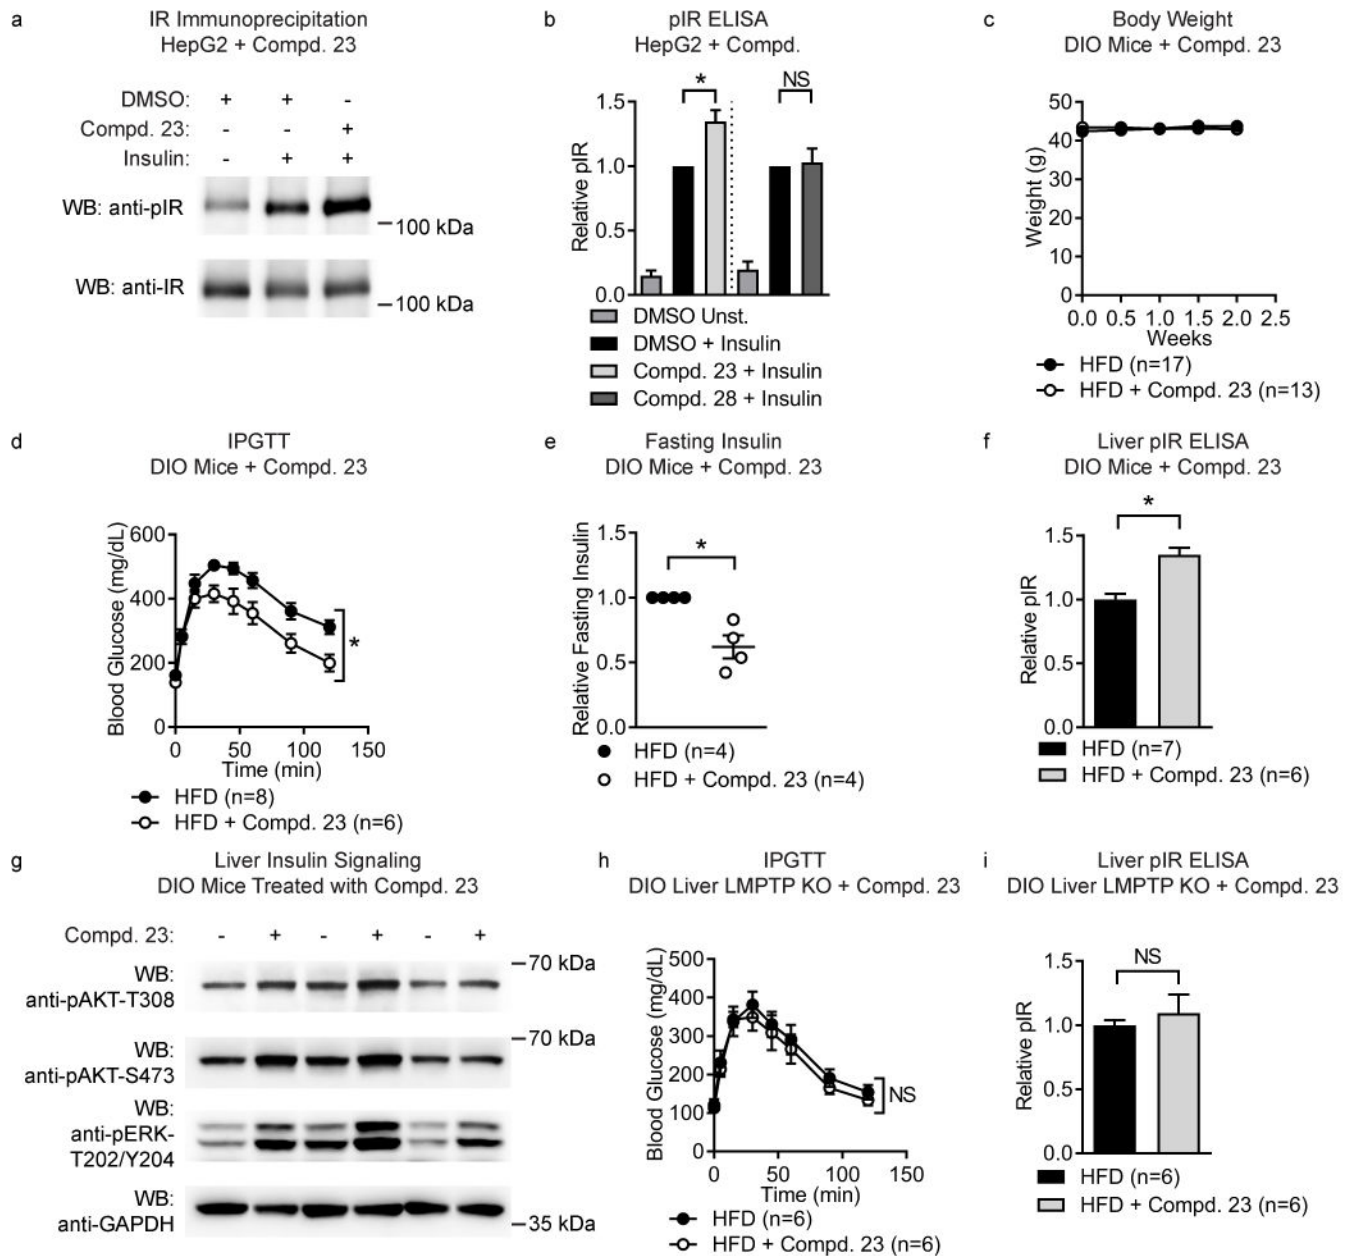 a
IR Immunoprecipitation
HepG2 + Compd. 23
DMSO: + + -
Compd. 23: - - +
Insulin: - + +
WB: anti-pIR
100 kDa
WB: anti-IR
100 kDa
b
pIR ELISA
HepG2 + Compd.
* NS
Relative pIR
1.5
1.0
0.5
0.0
DMSO Unst.
DMSO + Insulin
Compd. 23 + Insulin
Compd. 28 + Insulin
c
Body Weight
DIO Mice + Compd. 23
Weight (g)
50
40
30
20
10
0
0.0 0.5 1.0 1.5 2.0 2.5
Weeks
HFD (n=17)
HFD + Compd. 23 (n=13)
d
IPGTT
DIO Mice + Compd. 23
Blood Glucose (mg/dL)
600
400
200
0
*
0 50 100 150
Time (min)
HFD (n=8)
HFD + Compd. 23 (n=6)
e
Fasting Insulin
DIO Mice + Compd. 23
Relative Fasting Insulin
1.5
1.0
0.5
0.0
*
HFD (n=4)
HFD + Compd. 23 (n=4)
f
Liver pIR ELISA
DIO Mice + Compd. 23
*
Relative pIR
1.5
1.0
0.5
0.0
HFD (n=7)
HFD + Compd. 23 (n=6)
g
Liver Insulin Signaling
DIO Mice Treated with Compd. 23
Compd. 23: - + - + - +
WB:
anti-pAKT-T308
70 kDa
WB:
anti-pAKT-S473
70 kDa
WB:
anti-pERK-
T202/Y204
WB:
anti-GAPDH
35 kDa
h
IPGTT
DIO Liver LMPTP KO + Compd. 23
Blood Glucose (mg/dL)
500
400
300
200
100
0
NS
0 50 100 150
Time (min)
HFD (n=6)
HFD + Compd. 23 (n=6)
i
Liver pIR ELISA
DIO Liver LMPTP KO + Compd. 23
NS
Relative pIR
1.5
1.0
0.5
0.0
HFD (n=6)
HFD + Compd. 23 (n=6)